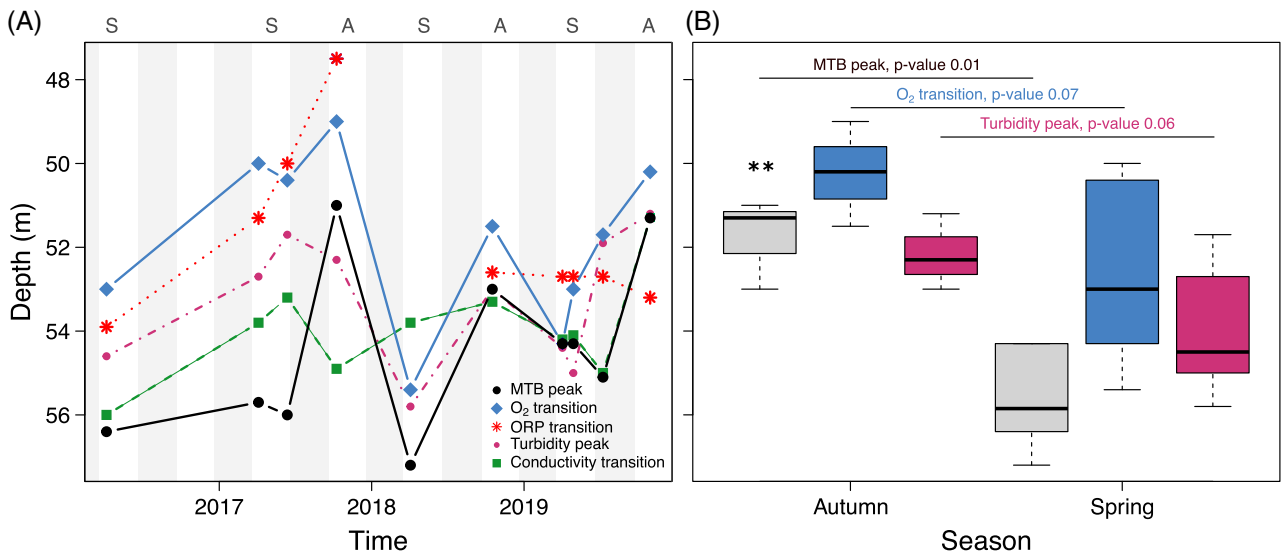 (A)
S S A S A S A
48
50
52
54
56
Depth (m)
MTB peak
O₂ transition
ORP transition
Turbidity peak
Conductivity transition
2017 2018 2019
Time
(B)
MTB peak, p-value 0.01
O₂ transition, p-value 0.07
Turbidity peak, p-value 0.06
**
Autumn Spring
Season